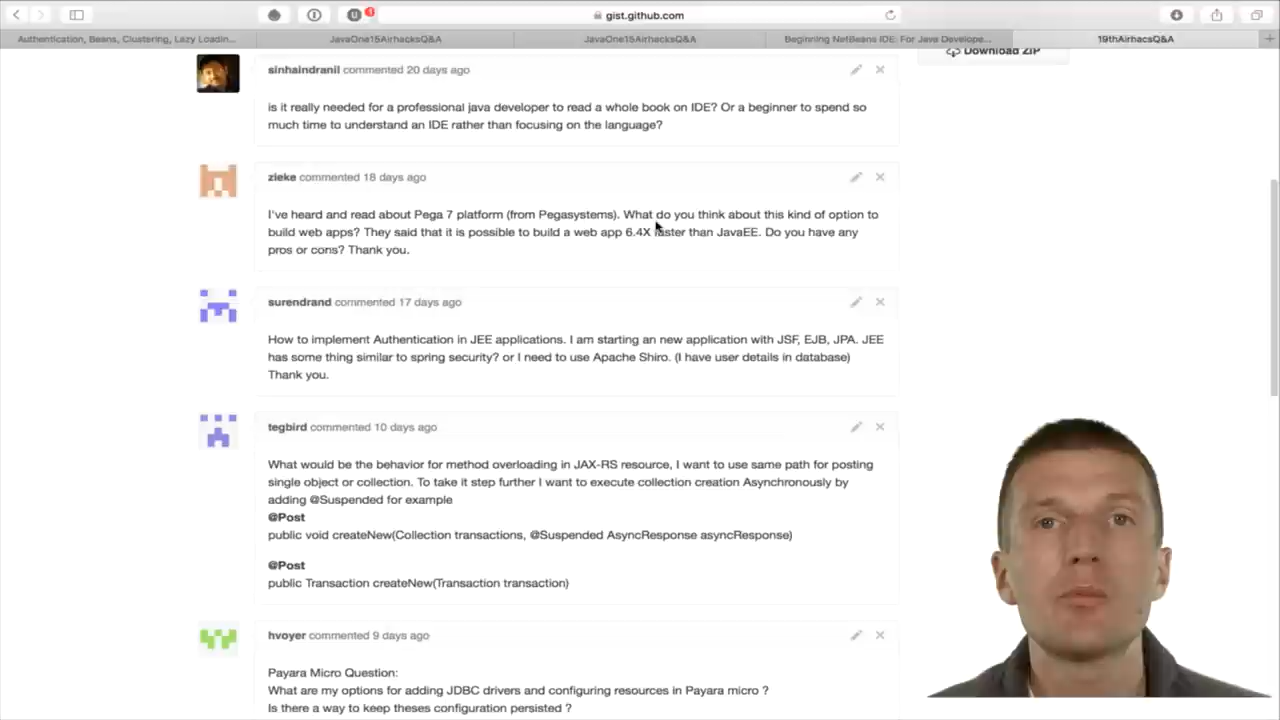 gist.github.com
Authentication, Beans, Clustering, Lazy Loadin...
JavaOne15AirhacksQ&A
JavaOne15AirhacksQ&A
Beginning NetBeans IDE: For Java Develope...
19thAirhacsQ&A
Download ZIP
sinhaindranil commented 20 days ago
is it really needed for a professional java developer to read a whole book on IDE? Or a beginner to spend so
much time to understand an IDE rather than focusing on the language?
zieke commented 18 days ago
I've heard and read about Pega 7 platform (from Pegasystems). What do you think about this kind of option to
build web apps? They said that it is possible to build a web app 6.4X faster than JavaEE. Do you have any
pros or cons? Thank you.
surendrand commented 17 days ago
How to implement Authentication in JEE applications. I am starting an new application with JSF, EJB, JPA. JEE
has some thing similar to spring security? or I need to use Apache Shiro. (I have user details in database)
Thank you.
tegbird commented 10 days ago
What would be the behavior for method overloading in JAX-RS resource, I want to use same path for posting
single object or collection. To take it step further I want to execute collection creation Asynchronously by
adding @Suspended for example
@Post
public void createNew(Collection transactions, @Suspended AsyncResponse asyncResponse)
@Post
public Transaction createNew(Transaction transaction)
hvoyer commented 9 days ago
Payara Micro Question:
What are my options for adding JDBC drivers and configuring resources in Payara micro ?
Is there a way to keep theses configuration persisted ?